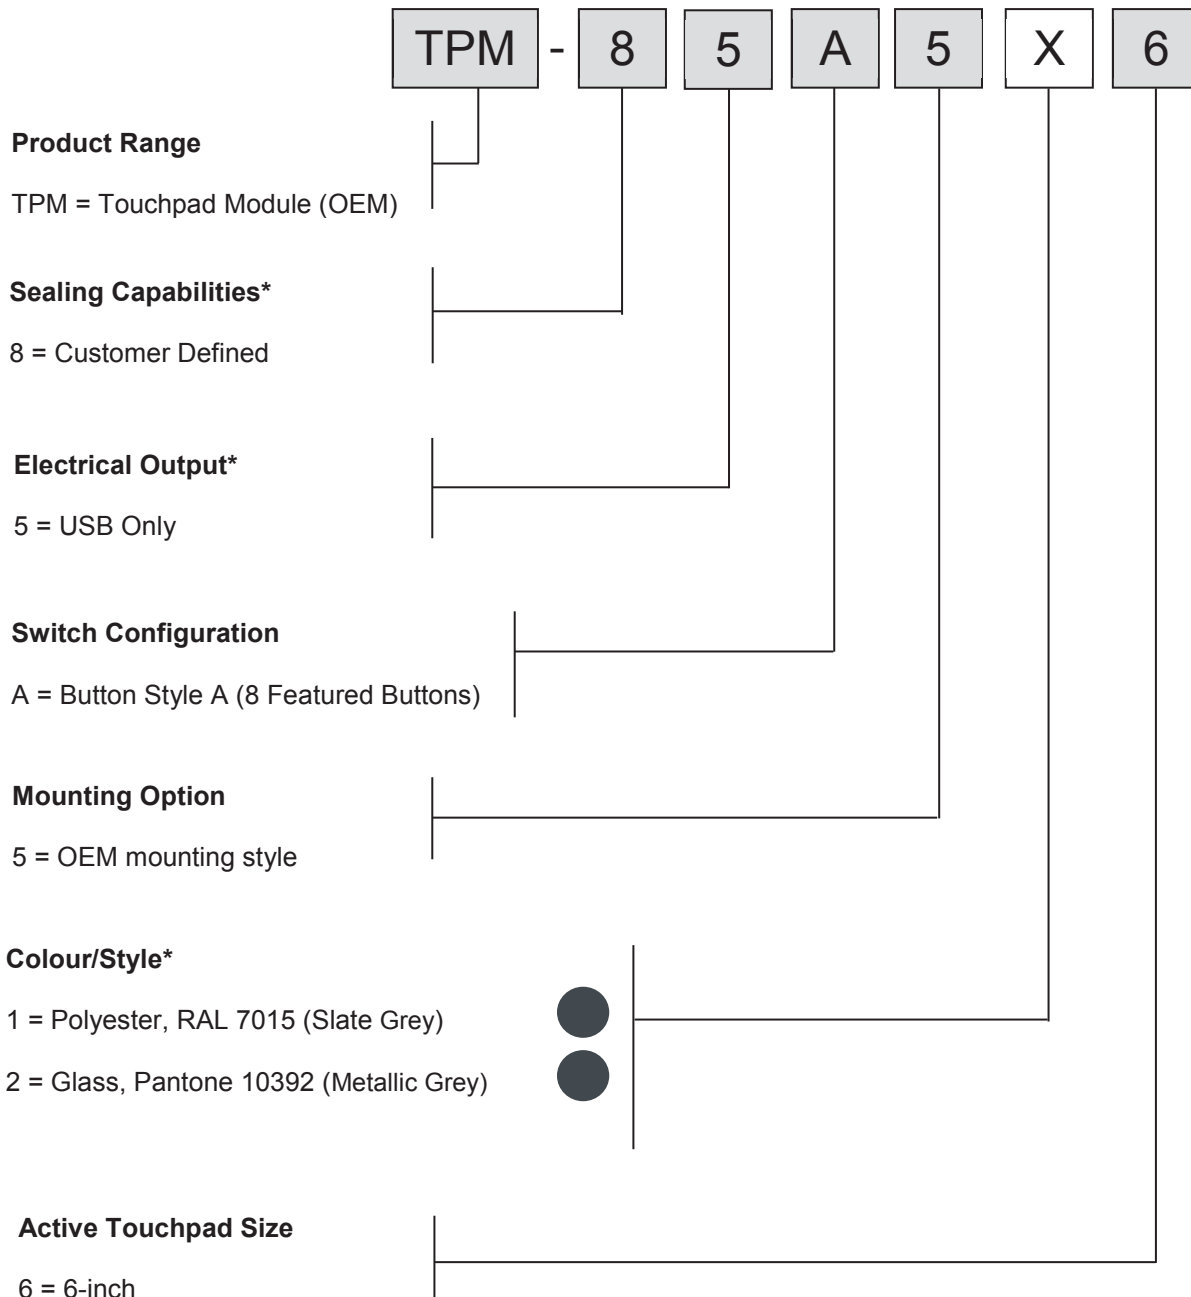 TPM - 8 5 A 5 X 6
Product Range
TPM = Touchpad Module (OEM)
Sealing Capabilities*
8 = Customer Defined
Electrical Output*
5 = USB Only
Switch Configuration
A = Button Style A (8 Featured Buttons)
Mounting Option
5 = OEM mounting style
Colour/Style*
1 = Polyester, RAL 7015 (Slate Grey)
2 = Glass, Pantone 10392 (Metallic Grey)
Active Touchpad Size
6 = 6-inch